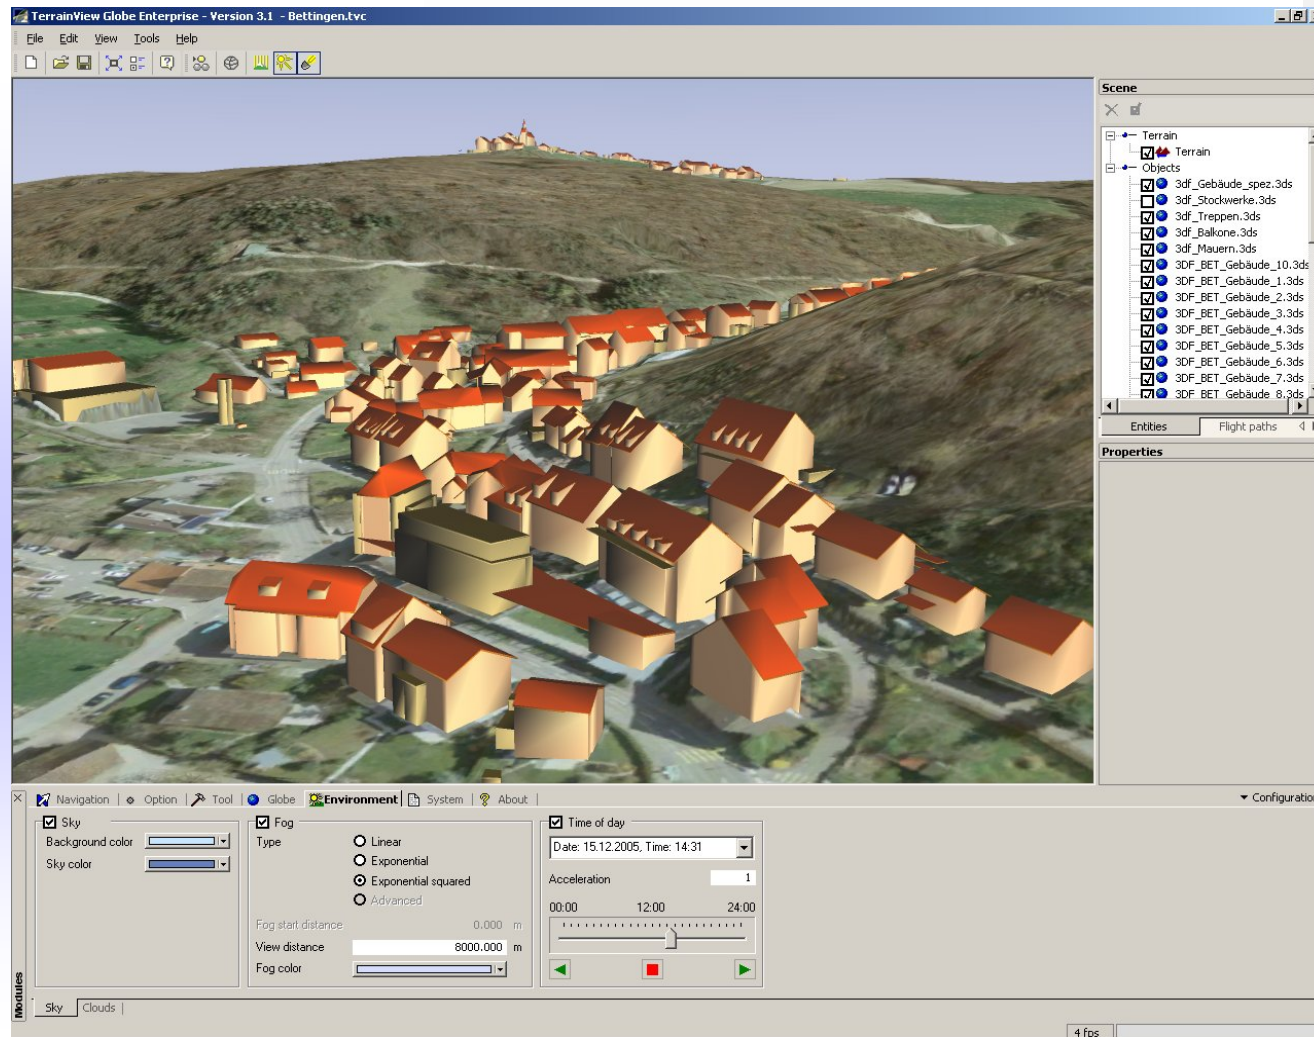 TerrainView Globe Enterprise - Version 3.1 - Bettingen.tvc
File Edit View Tools Help
Scene
Terrain
Terrain
Objects
3df_Gebäude_spez.3ds
3df_Stockwerke.3ds
3df_Treppen.3ds
3df_Balkone.3ds
3df_Mauern.3ds
3DF_BET_Gebäude_10.3ds
3DF_BET_Gebäude_1.3ds
3DF_BET_Gebäude_2.3ds
3DF_BET_Gebäude_3.3ds
3DF_BET_Gebäude_4.3ds
3DF_BET_Gebäude_5.3ds
3DF_BET_Gebäude_6.3ds
3DF_BET_Gebäude_7.3ds
3DF_BET_Gebäude_8.3ds
Entities Flight paths
Properties
Navigation Option Tool Globe Environment System About
Configuration
Sky
Background color
Sky color
Fog
Type Linear
Exponential
Exponential squared
Advanced
Fog start distance 0.000 m
View distance 8000.000 m
Fog color
Time of day
Date: 15.12.2005, Time: 14:31
Acceleration 1
00:00 12:00 24:00
Modules
Sky Clouds
4 fps